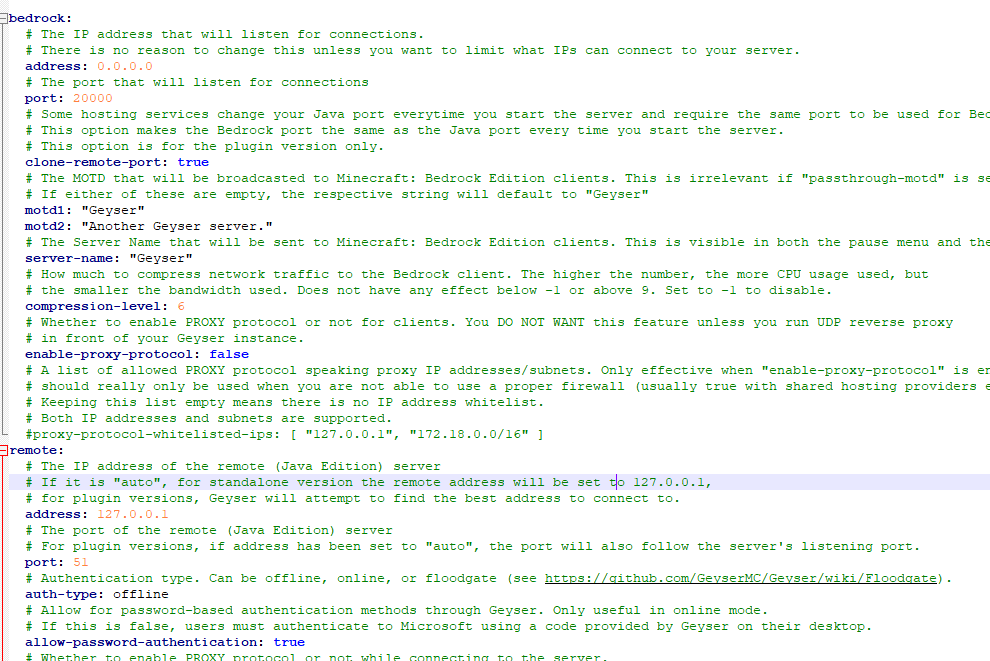 bedrock:
# The IP address that will listen for connections.
# There is no reason to change this unless you want to limit what IPs can connect to your server.
address: 0.0.0.0
# The port that will listen for connections
port: 20000
# Some hosting services change your Java port everytime you start the server and require the same port to be used for
# This option makes the Bedrock port the same as the Java port every time you start the server.
# This option is for the plugin version only.
clone-remote-port: true
# The MOTD that will be broadcasted to Minecraft: Bedrock Edition clients. This is irrelevant if "passthrough-motd" is
# If either of these are empty, the respective string will default to "Geyser"
motd1: "Geyser"
motd2: "Another Geyser server."
# The Server Name that will be sent to Minecraft: Bedrock Edition clients. This is visible in both the pause menu and the
server-name: "Geyser"
# How much to compress network traffic to the Bedrock client. The higher the number, the more CPU usage used, but
# the smaller the bandwidth used. Does not have any effect below -1 or above 9. Set to -1 to disable.
compression-level: 6
# Whether to enable PROXY protocol or not for clients. You DO NOT WANT this feature unless you run UDP reverse proxy
# in front of your Geyser instance.
enable-proxy-protocol: false
# A list of allowed PROXY protocol speaking proxy IP addresses/subnets. Only effective when "enable-proxy-protocol" is
# should really only be used when you are not able to use a proper firewall (usually true with shared hosting providers
# Keeping this list empty means there is no IP address whitelist.
# Both IP addresses and subnets are supported.
#proxy-protocol-whitelisted-ips: [ "127.0.0.1", "172.18.0.0/16" ]
remote:
# The IP address of the remote (Java Edition) server
# If it is "auto", for standalone version the remote address will be set to 127.0.0.1,
# for plugin versions, Geyser will attempt to find the best address to connect to.
address: 127.0.0.1
# The port of the remote (Java Edition) server
# For plugin versions, if address has been set to "auto", the port will also follow the server's listening port.
port: 51
# Authentication type. Can be offline, online, or floodgate (see https://github.com/GeyserMC/Geyser/wiki/Floodgate).
auth-type: offline
# Allow for password-based authentication methods through Geyser. Only useful in online mode.
# If this is false, users must authenticate to Microsoft using a code provided by Geyser on their desktop.
allow-password-authentication: true
# Whether to enable PROXY protocol or not while connecting to the server.